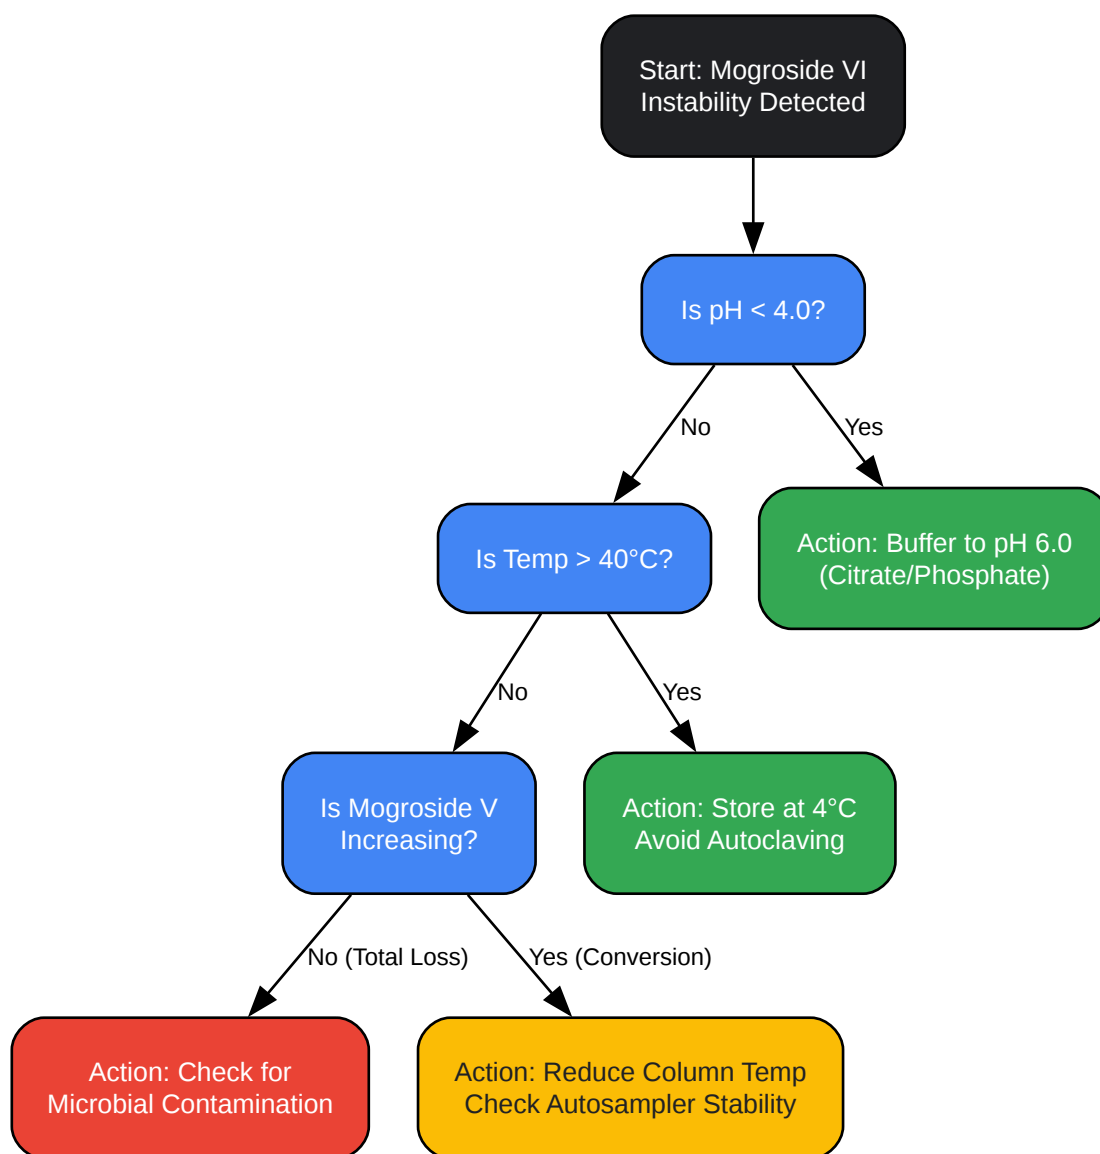 Start: Mogroside VI
Instability Detected
Is pH < 4.0?
No
Yes
Is Temp > 40°C?
Action: Buffer to pH 6.0
(Citrate/Phosphate)
No
Yes
Is Mogroside V
Increasing?
Action: Store at 4°C
Avoid Autoclaving
No (Total Loss)
Yes (Conversion)
Action: Check for
Microbial Contamination
Action: Reduce Column Temp
Check Autosampler Stability